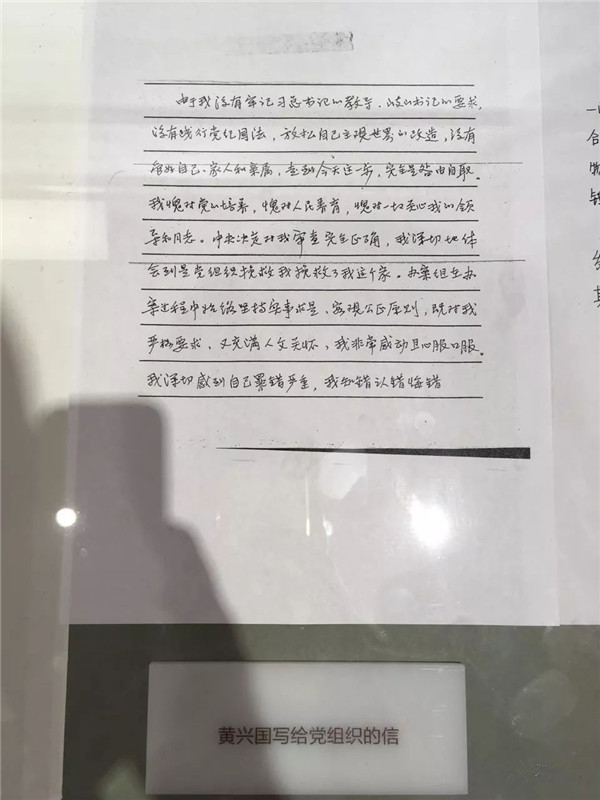 由于我没有牢记习总书记的教导、岐山书记的要求,
没有践行党纪国法，放松自己主观世界的改造，没有
管好自己、家人和亲属，走到今天这一步，完全是咎由自取。
我愧对党的培养，愧对人民养育，愧对一切关心我的领
导和同志。中央决定对我审查完全正确，我深切地体
会到是党组织挽救我挽救了我这个家。办案组在办
案过程中始终坚持实事求是、客观公正原则，既对我
严格要求，又充满人文关怀，我非常感动且心服口服。
我深切感到自己罪错严重，我知错认错悔错
黄兴国写给党组织的信
一
合